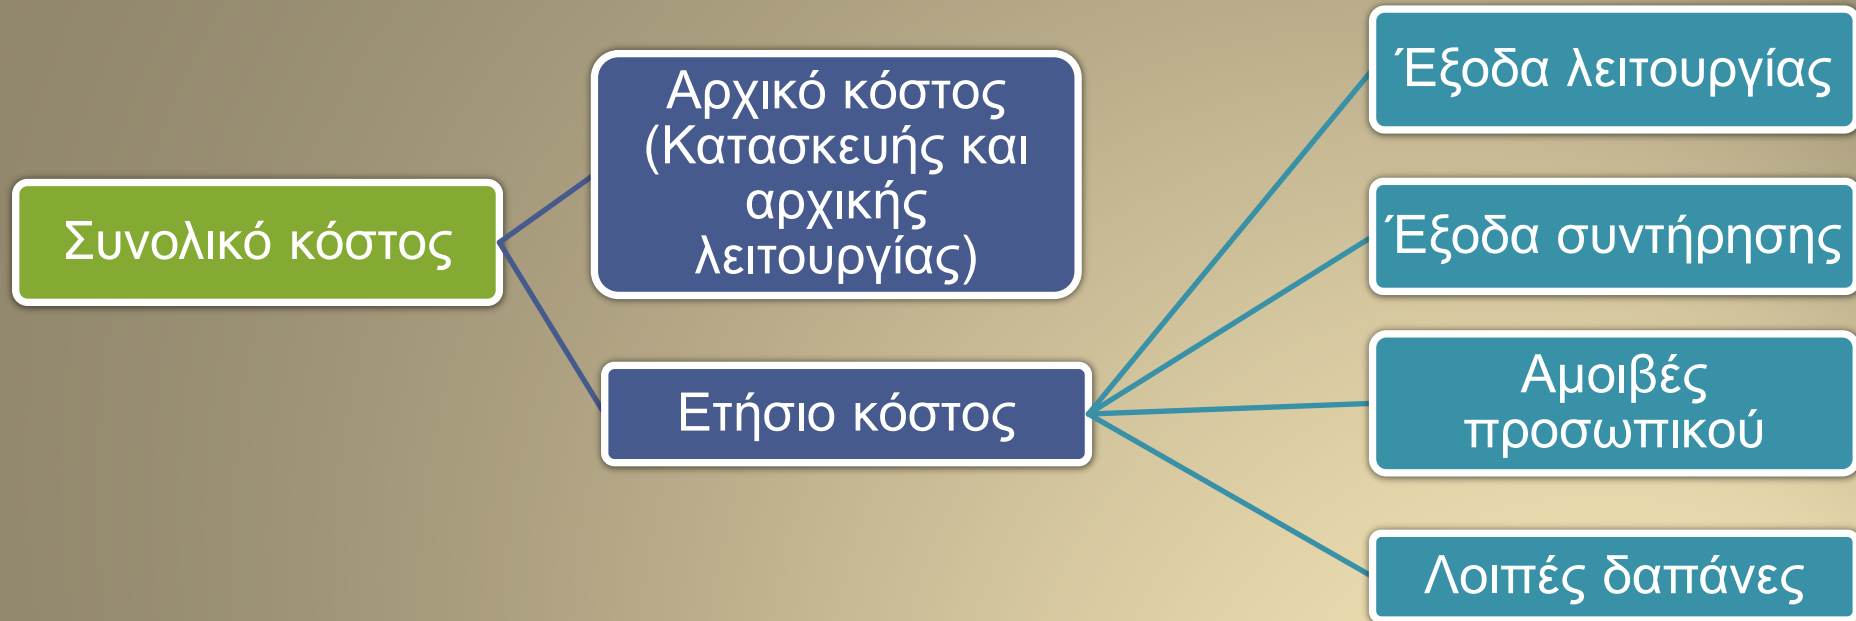 Συνολικό κόστος
Αρχικό κόστος
(Κατασκευής και
αρχικής
λειτουργίας)
Ετήσιο κόστος
Έξοδα λειτουργίας
Έξοδα συντήρησης
Αμοιβές
προσωπικού
Λοιπές δαπάνες